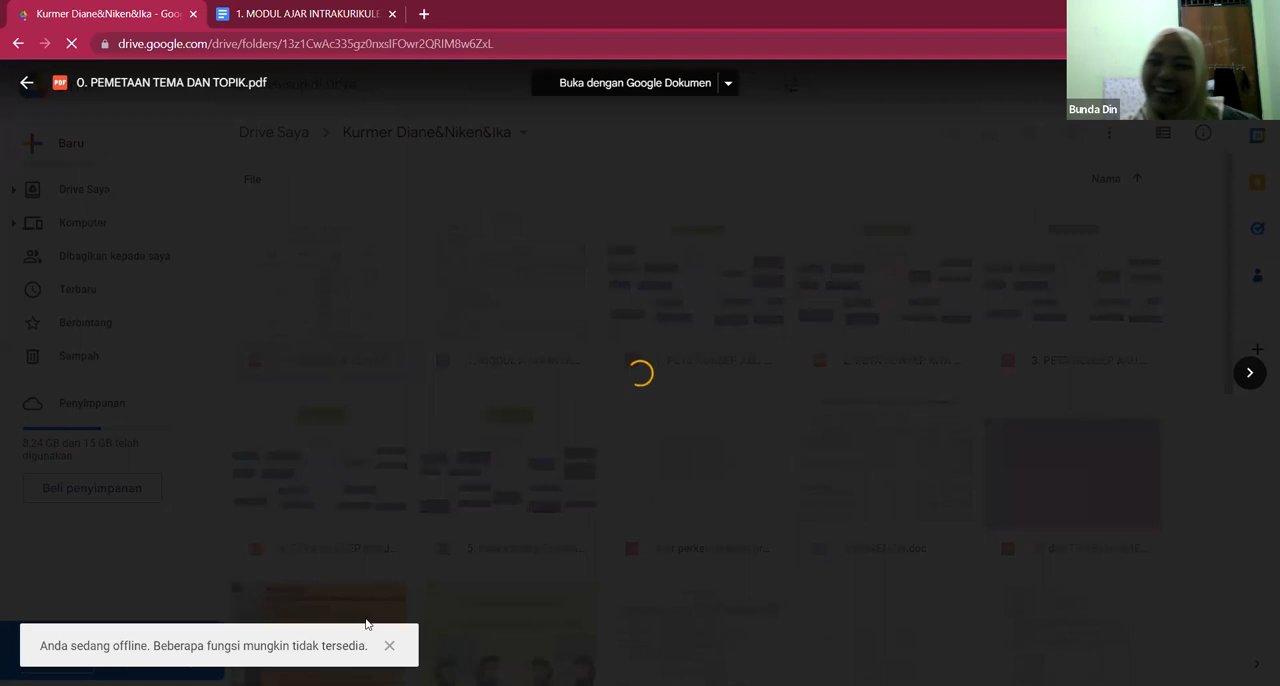 Kurmer Diane&Niken&Ika - Goo
1. MODUL AJAR INTRAKURIKULE
drive.google.com/drive/folders/13z1CwAc335gz0nxsIFOwr2QRIM8w6ZxL
PDF
0. PEMETAAN TEMA DAN TOPIK.pdf
Buka dengan Google Dokumen
Bunda Din
Baru
Drive Saya
Kurmer Diane&Niken&Ika
Drive Saya
File
Nama
Komputer
Dibagikan kepada saya
Terbaru
Berbintang
Sampah
Penyimpanan
8,24 GB dari 15 GB telah
digunakan
Beli penyimpanan
Anda sedang offline. Beberapa fungsi mungkin tidak tersedia.